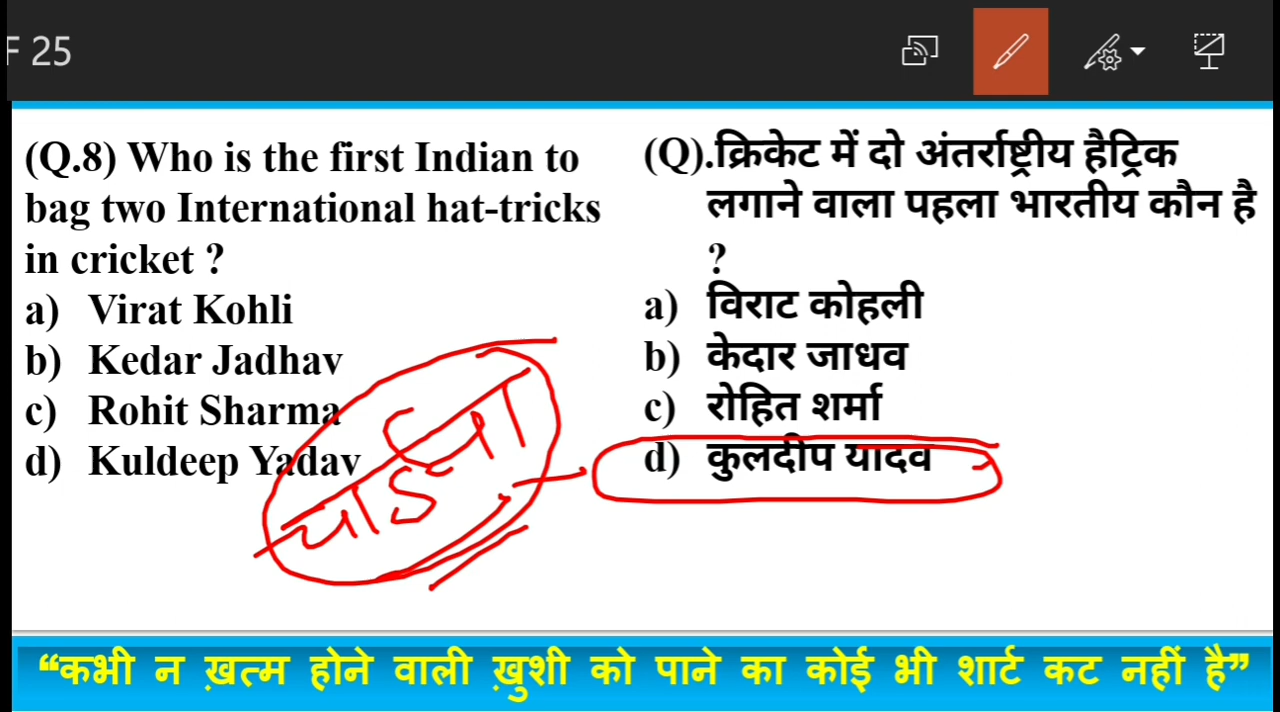 F 25
(Q.8) Who is the first Indian to
bag two International hat-tricks
in cricket ?
a) Virat Kohli
b) Kedar Jadhav
c) Rohit Sharma
d) Kuldeep Yadav
(Q).क्रिकेट में दो अंतर्राष्ट्रीय हैट्रिक
लगाने वाला पहला भारतीय कौन है
?
a) विराट कोहली
b) केदार जाधव
c) रोहित शर्मा
d) कुलदीप यादव
“कभी न ख़त्म होने वाली ख़ुशी को पाने का कोई भी शार्ट कट नहीं है”